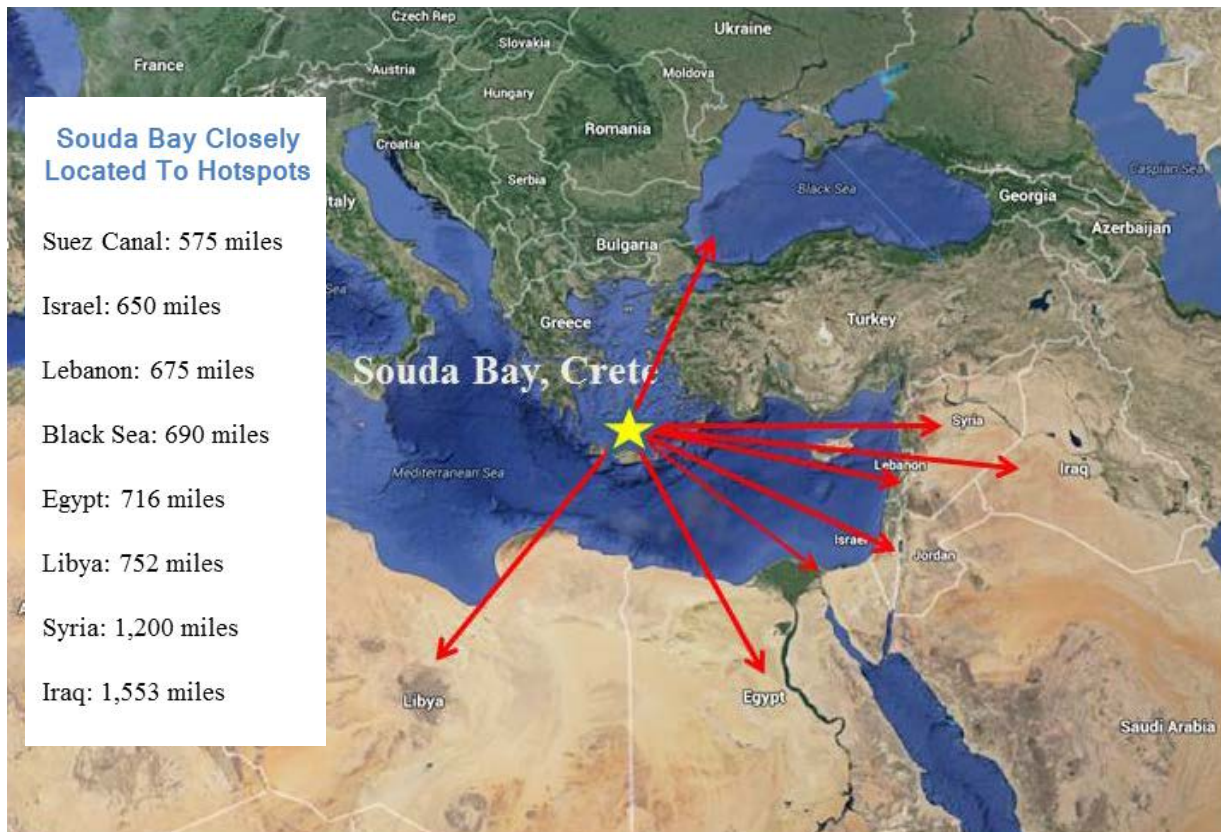 Czech Rep
Ukraine
Slovakia
France
Austria
Moldova
Hungary
Romania
Croatia
Souda Bay Closely
Located To Hotspots
Serbia
Caspian Sea
Black Sea
Georgia
Italy
Azerbaijan
Bulgaria
Suez Canal: 575 miles
Sea
Israel: 650 miles
Greece
Turkey
Lebanon: 675 miles
Souda Bay, Crete
Black Sea: 690 miles
Syria
Mediterranean Sea
Lebanon
Iraq
Egypt: 716 miles
Israel
Jordan
Libya: 752 miles
Syria: 1,200 miles
Iraq: 1,553 miles
Libya
Egypt
Saudi Arabia